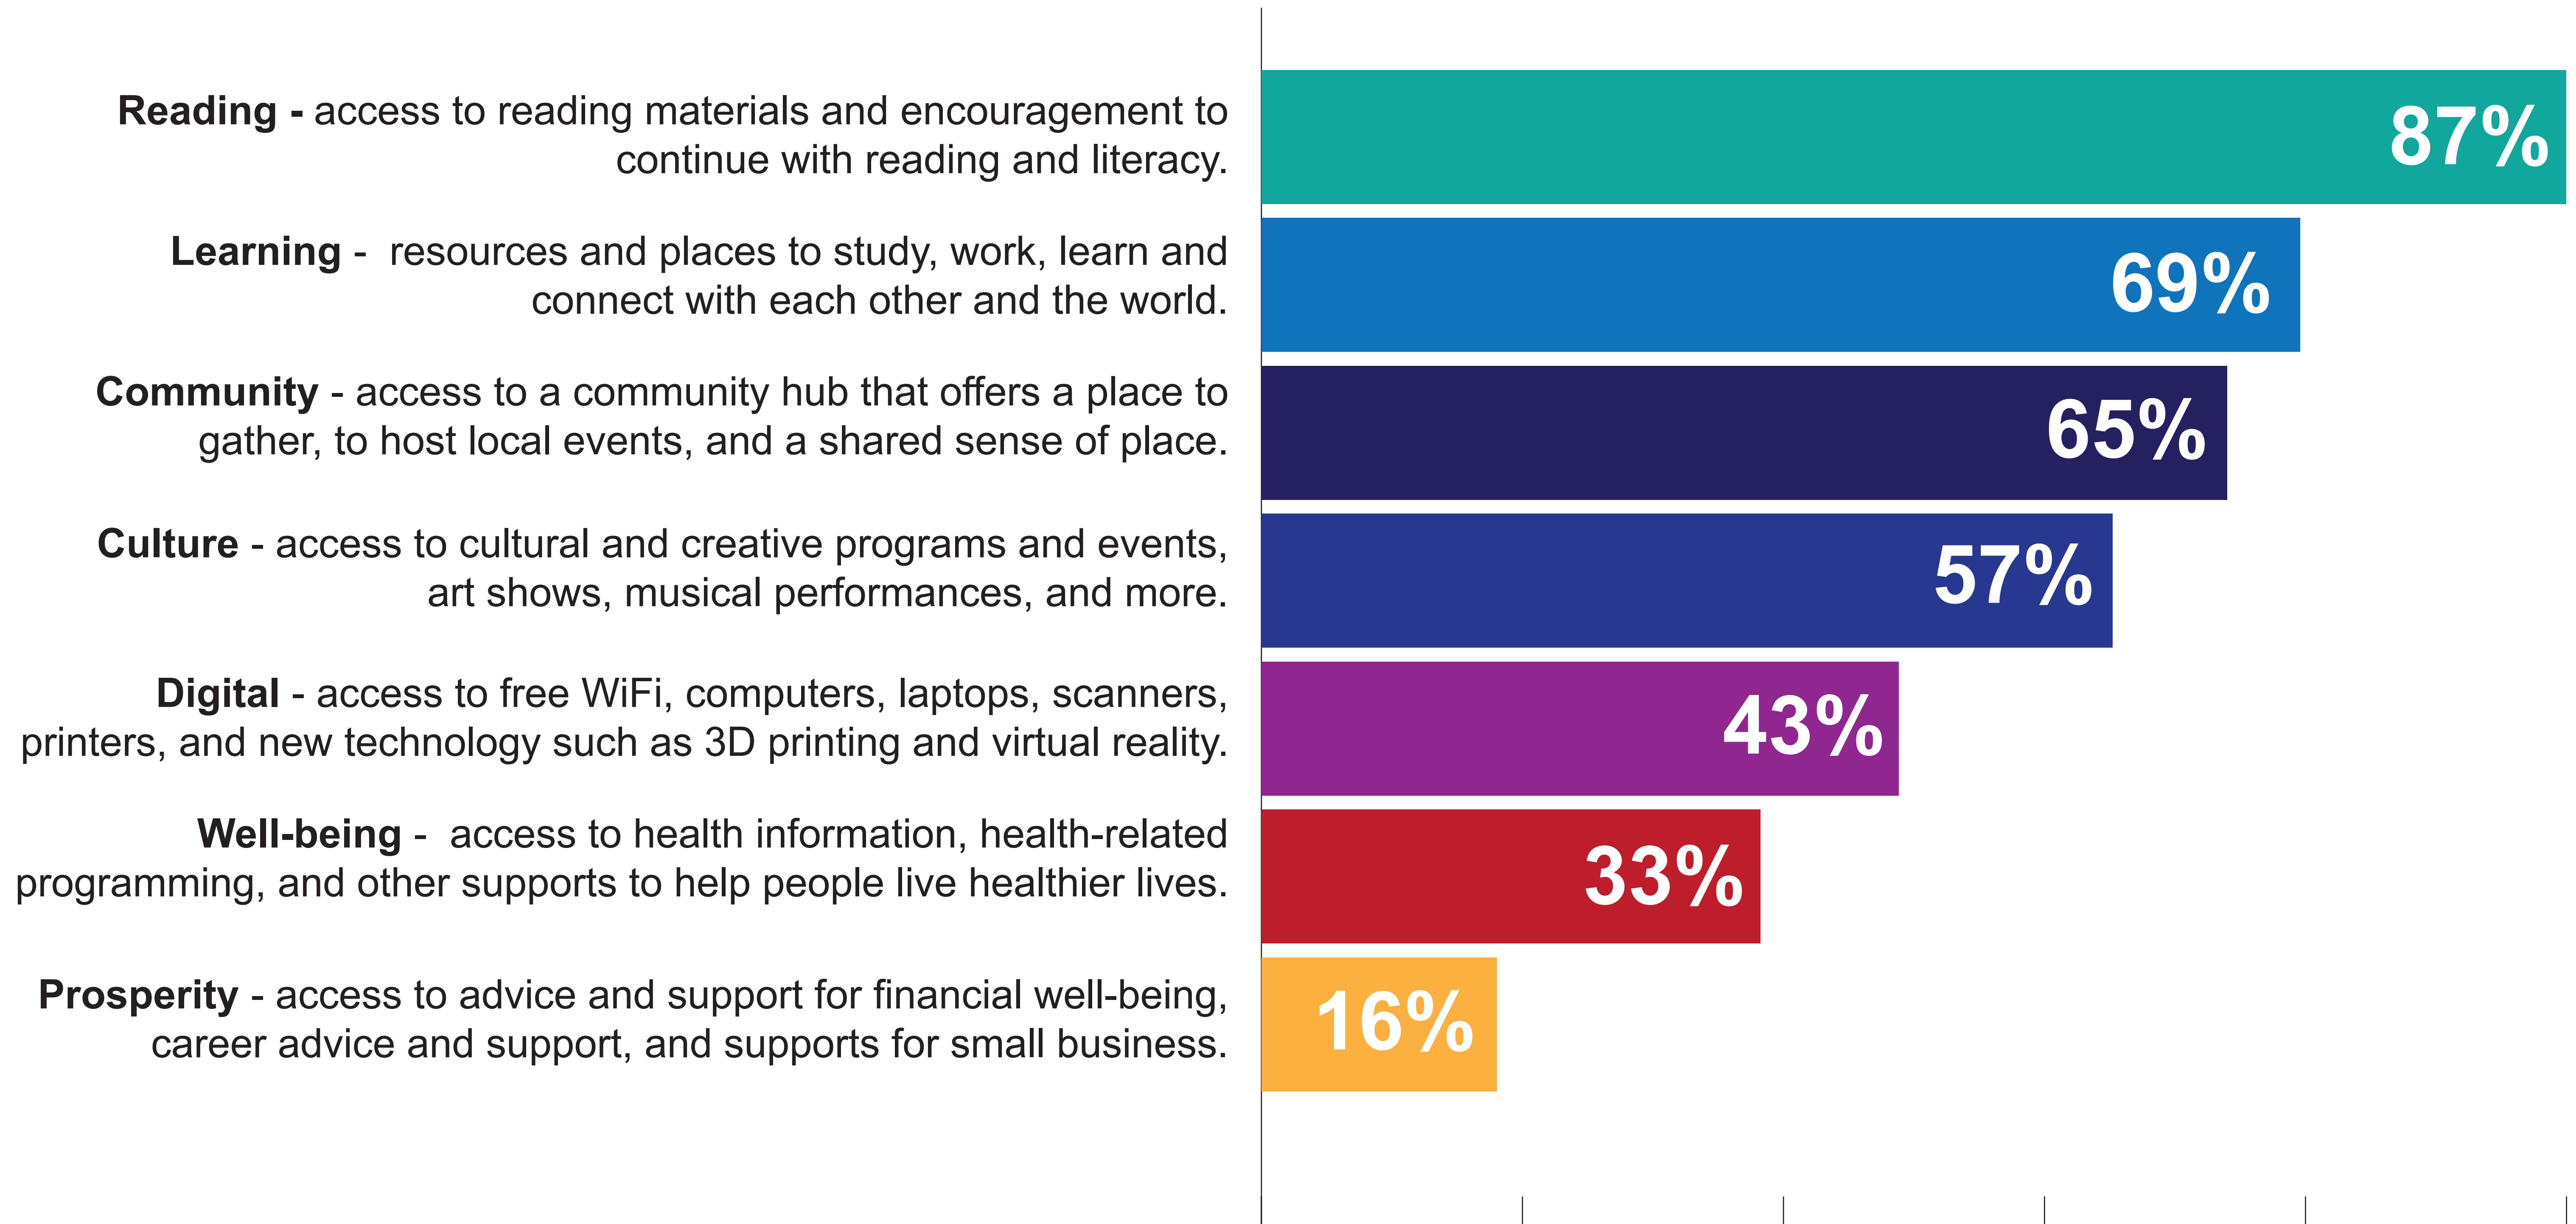 Reading - access to reading materials and encouragement to
continue with reading and literacy.
87%
Learning -  resources and places to study, work, learn and
connect with each other and the world.
69%
Community - access to a community hub that offers a place to
gather, to host local events, and a shared sense of place.
65%
Culture - access to cultural and creative programs and events,
art shows, musical performances, and more.
57%
Digital - access to free WiFi, computers, laptops, scanners,
printers, and new technology such as 3D printing and virtual reality.
43%
Well-being -  access to health information, health-related
programming, and other supports to help people live healthier lives.
33%
Prosperity - access to advice and support for financial well-being,
career advice and support, and supports for small business.
16%